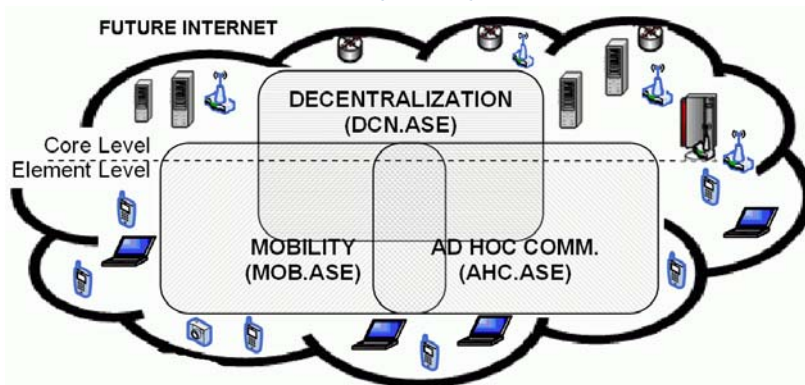 FUTURE INTERNET
DECENTRALIZATION
(DCN.ASE)
Core Level
Element Level
MOBILITY
(MOB.ASE)
AD HOC COMM.
(AHC.ASE)